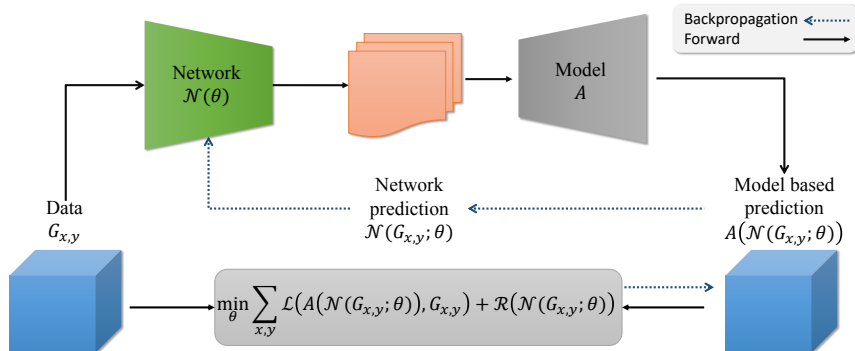 Backpropagation
Forward
Network
𝒩(θ)
Model
A
Data
G_{x,y}
Network
prediction
𝒩(G_{x,y}; θ)
Model based
prediction
A(𝒩(G_{x,y}; θ))
min_θ ∑_{x,y} ℒ(A(𝒩(G_{x,y}; θ)), G_{x,y}) + ℛ(𝒩(G_{x,y}; θ))